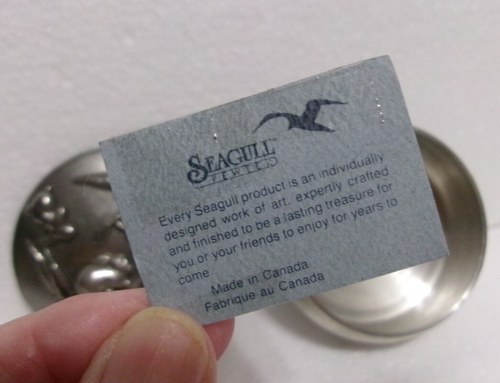 SEAGULL
PEWTER
Every Seagull product is an individually
designed work of art, expertly crafted
and finished to be a lasting treasure for
you or your friends to enjoy for years to
come
Made in Canada
Fabrique au Canada